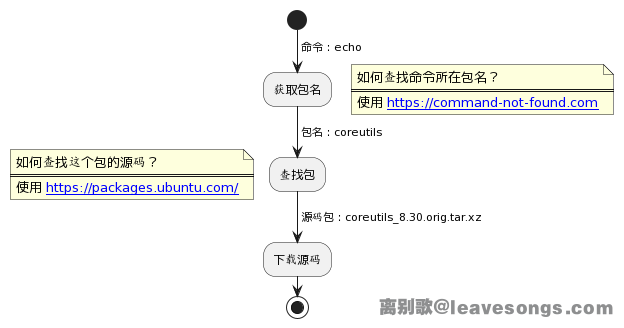 命令：echo
获取包名
如何查找命令所在包名？
使用 https://command-not-found.com
包名：coreutils
如何查找这个包的源码？
使用 https://packages.ubuntu.com/
查找包
源码包：coreutils_8.30.orig.tar.xz
下载源码
离别歌@leavesongs.com